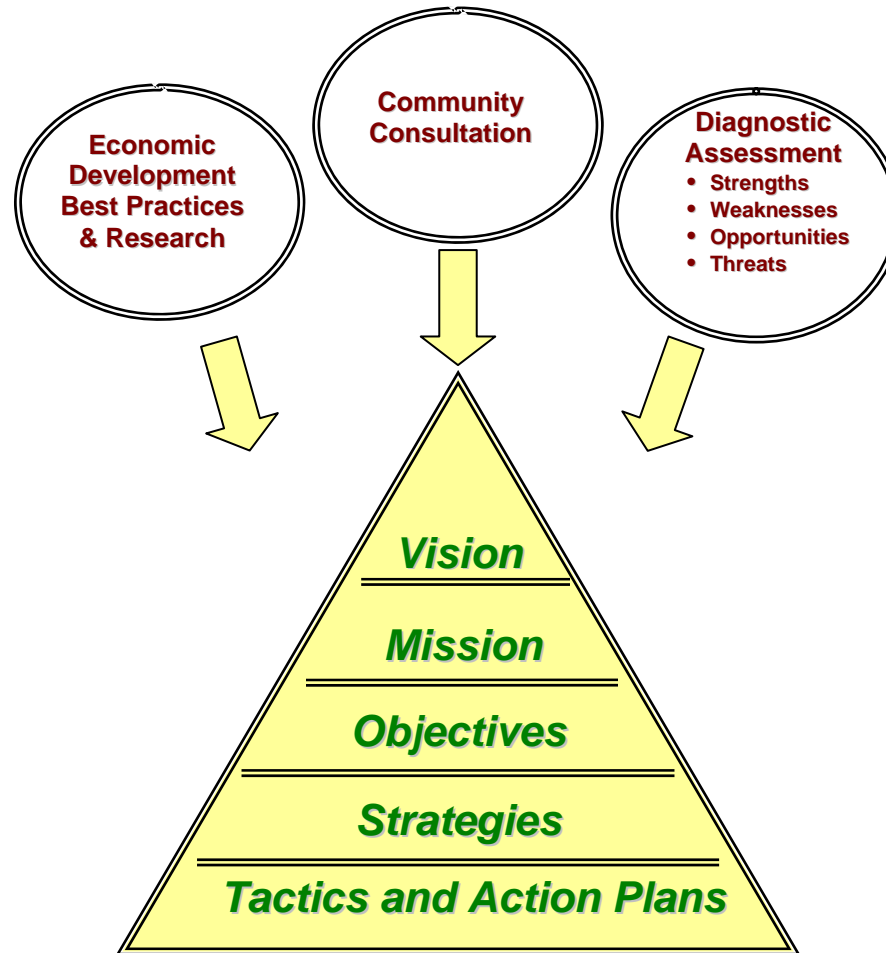 Economic
Development
Best Practices
& Research
Community
Consultation
Diagnostic
Assessment
• Strengths
• Weaknesses
• Opportunities
• Threats
Vision
Mission
Objectives
Strategies
Tactics and Action Plans